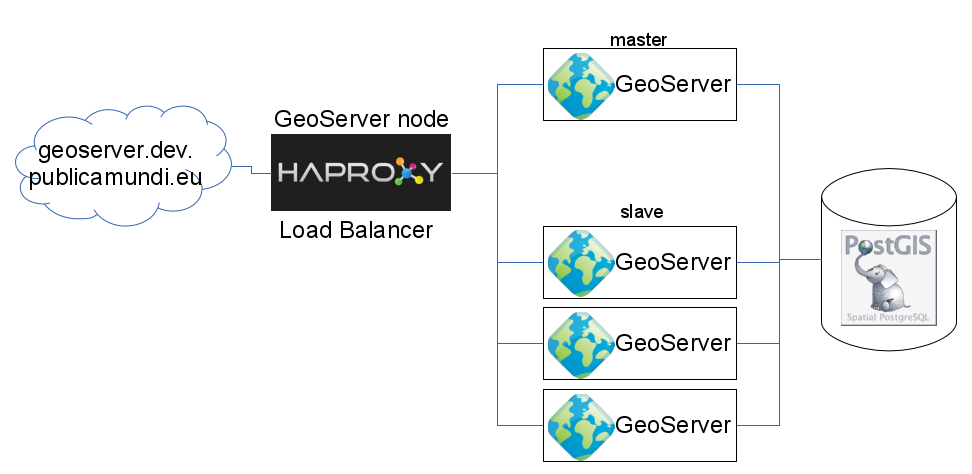 geoserver.dev.
publicamundi.eu
GeoServer node
HAPROXY
Load Balancer
master
GeoServer
slave
GeoServer
GeoServer
GeoServer
PostGIS
Spatial PostgreSQL